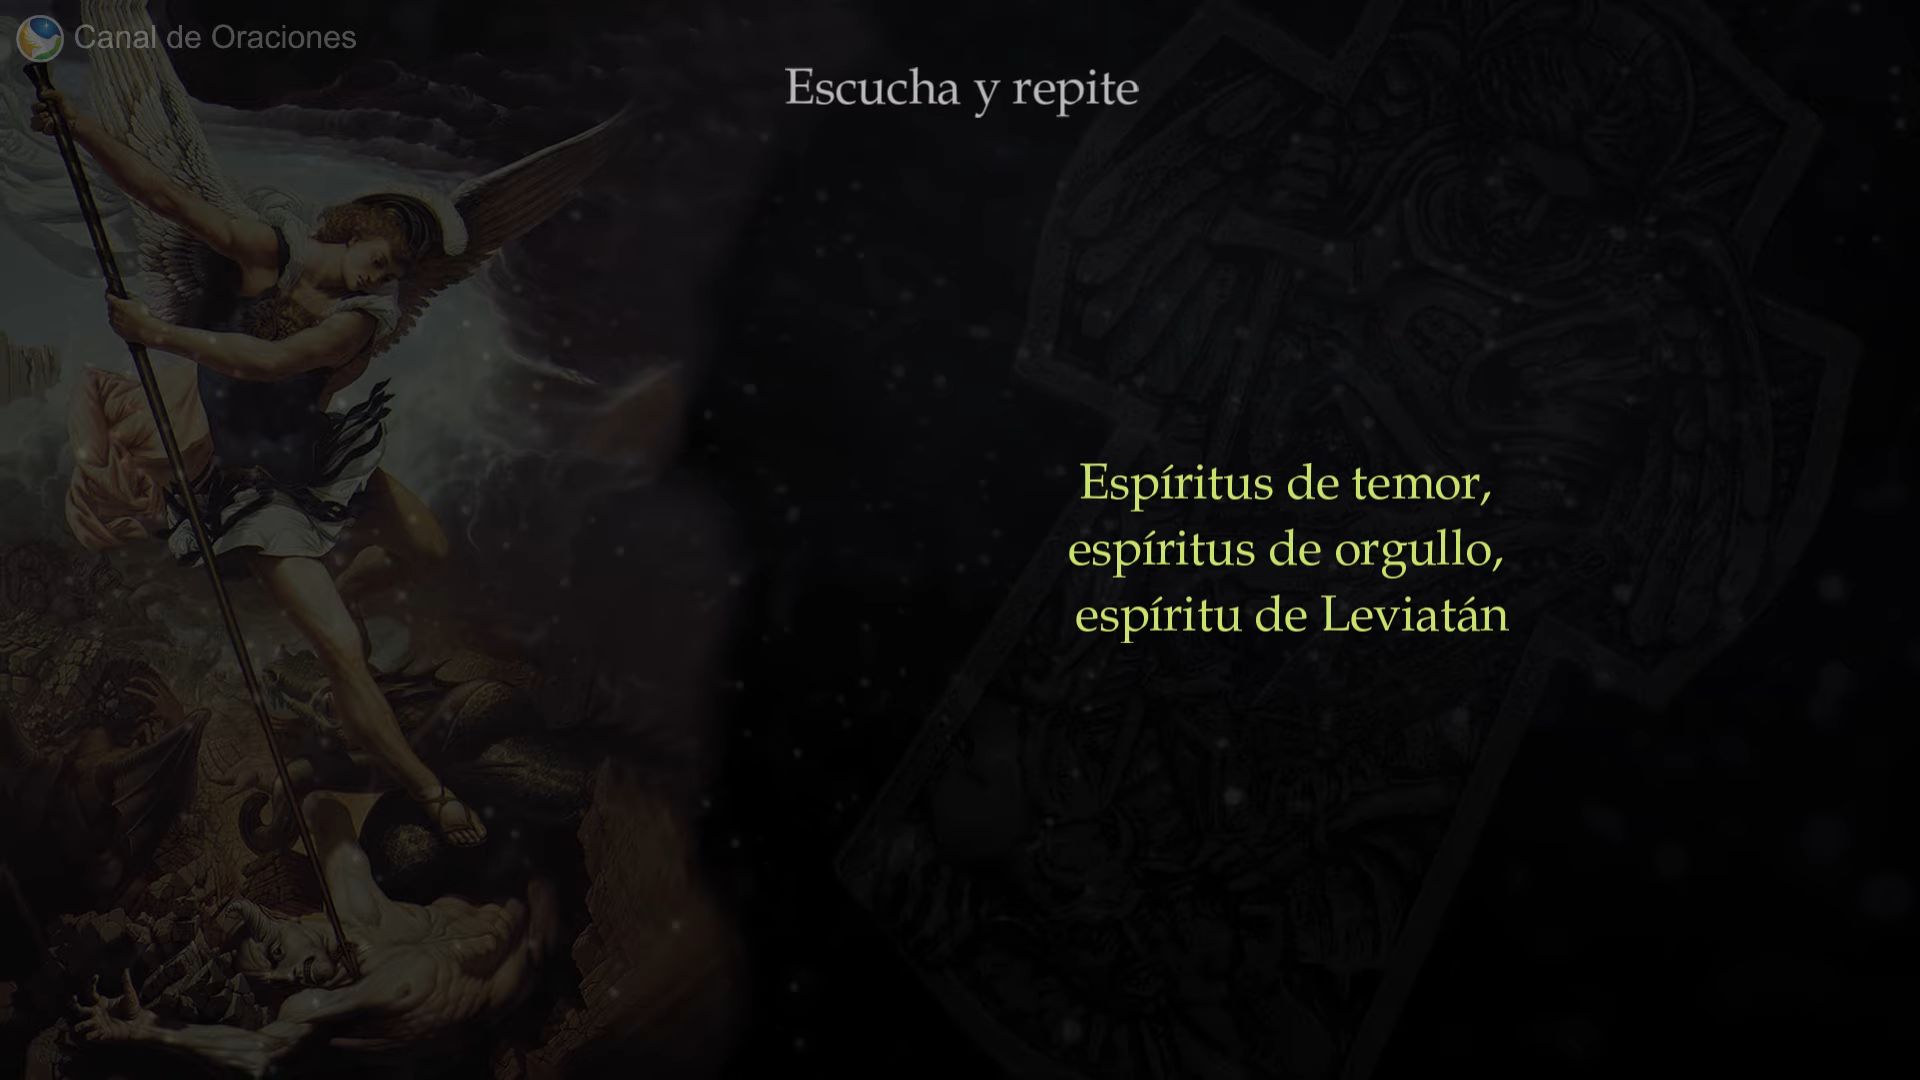 Canal de Oraciones
Escucha y repite
Espíritus de temor,
espíritus de orgullo,
espíritu de Leviatán